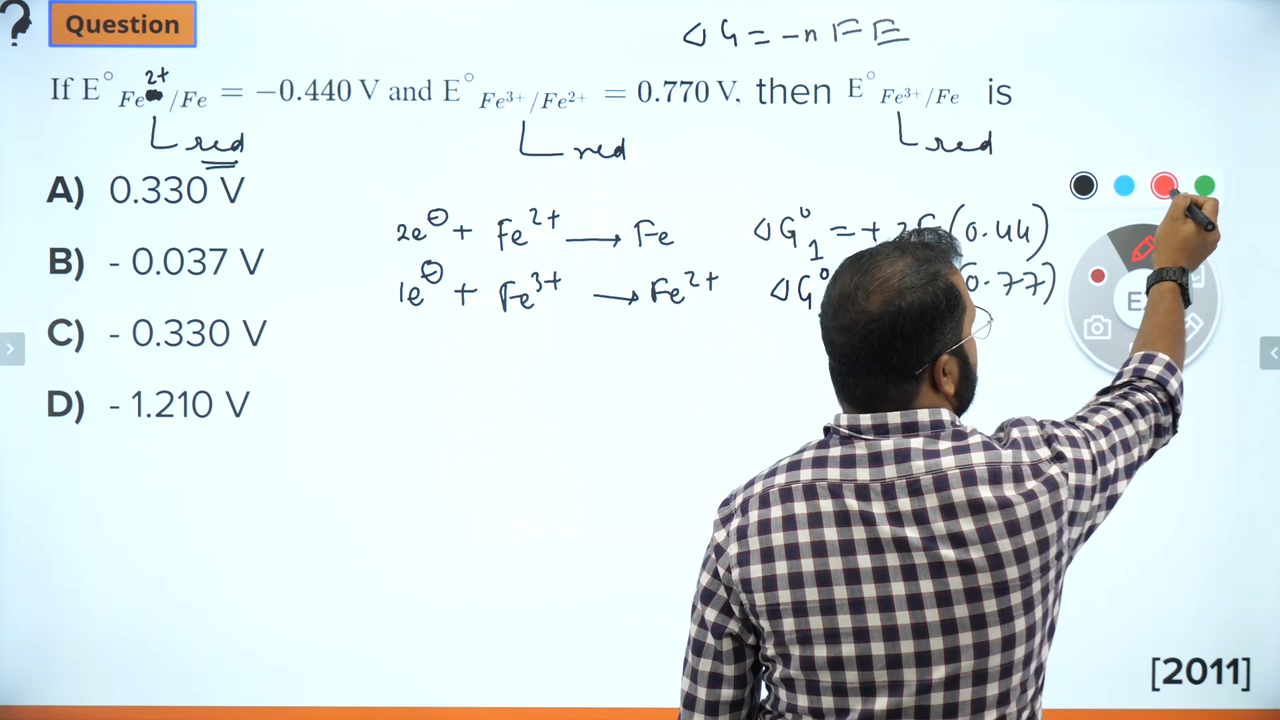 Question
ΔG = -nFE
If E° Fe2+/Fe = −0.440 V and E° Fe3+/Fe2+ = 0.770 V, then E° Fe3+/Fe is
red
red
red
A) 0.330 V
B) - 0.037 V
C) - 0.330 V
D) - 1.210 V
2e⊖ + Fe2+ → Fe ΔG1° = + 2F (0.44)
1e⊖ + Fe3+ → Fe2+ ΔG° 0.77)
[2011]